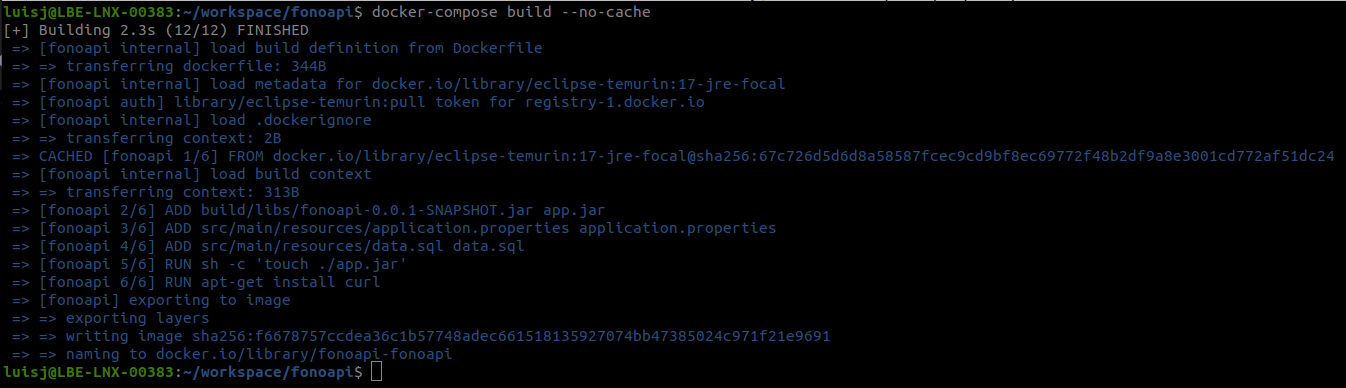 luisj@LBE-LNX-00383:~/workspace/fonoapi$ docker-compose build --no-cache
[+] Building 2.3s (12/12) FINISHED
=> [fonoapi internal] load build definition from Dockerfile
=> => transferring dockerfile: 344B
=> [fonoapi internal] load metadata for docker.io/library/eclipse-temurin:17-jre-focal
=> [fonoapi auth] library/eclipse-temurin:pull token for registry-1.docker.io
=> [fonoapi internal] load .dockerignore
=> => transferring context: 2B
=> CACHED [fonoapi 1/6] FROM docker.io/library/eclipse-temurin:17-jre-focal@sha256:67c726d5d6d8a58587fcec9cd9bf8ec69772f48b2df9a8e3001cd772af51dc24
=> [fonoapi internal] load build context
=> => transferring context: 313B
=> [fonoapi 2/6] ADD build/libs/fonoapi-0.0.1-SNAPSHOT.jar app.jar
=> [fonoapi 3/6] ADD src/main/resources/application.properties application.properties
=> [fonoapi 4/6] ADD src/main/resources/data.sql data.sql
=> [fonoapi 5/6] RUN sh -c 'touch ./app.jar'
=> [fonoapi 6/6] RUN apt-get install curl
=> [fonoapi] exporting to image
=> => exporting layers
=> => writing image sha256:f6678757ccdea36c1b57748adec661518135927074bb47385024c971f21e9691
=> => naming to docker.io/library/fonoapi-fonoapi
luisj@LBE-LNX-00383:~/workspace/fonoapi$